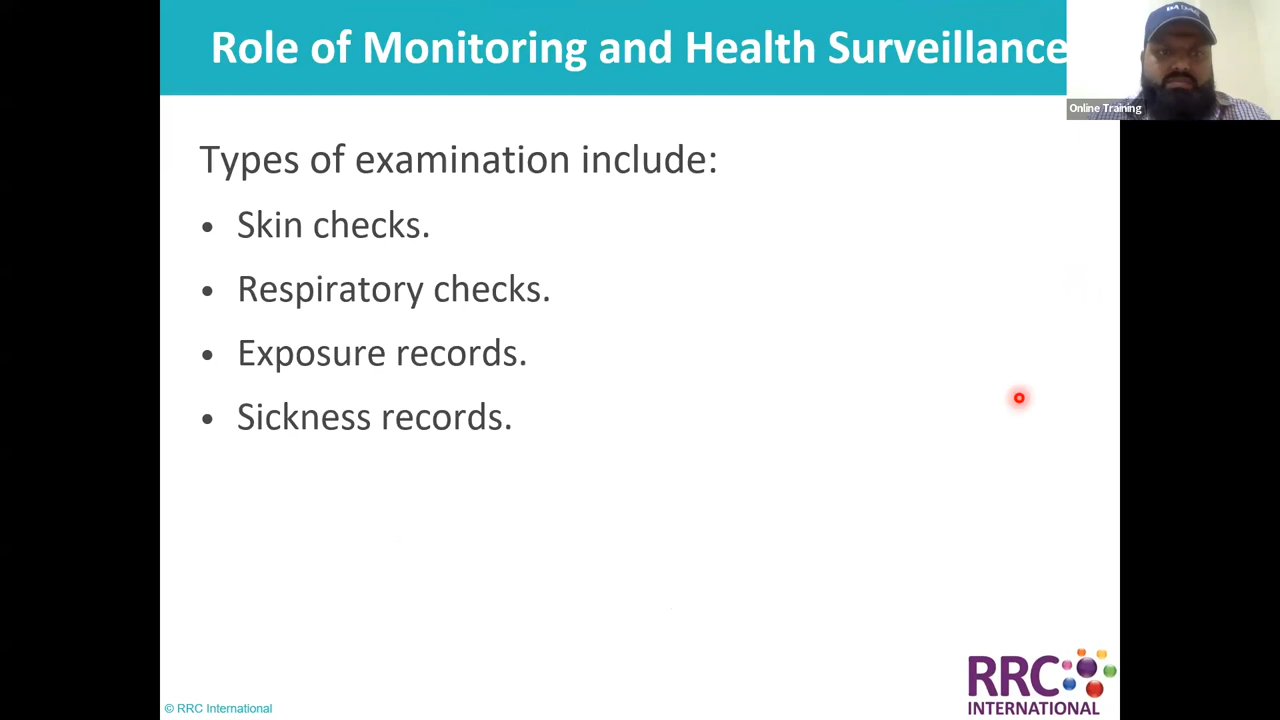 Role of Monitoring and Health Surveillance
Online Training
Types of examination include:
• Skin checks.
• Respiratory checks.
• Exposure records.
• Sickness records.
RRC
INTERNATIONAL
© RRC International